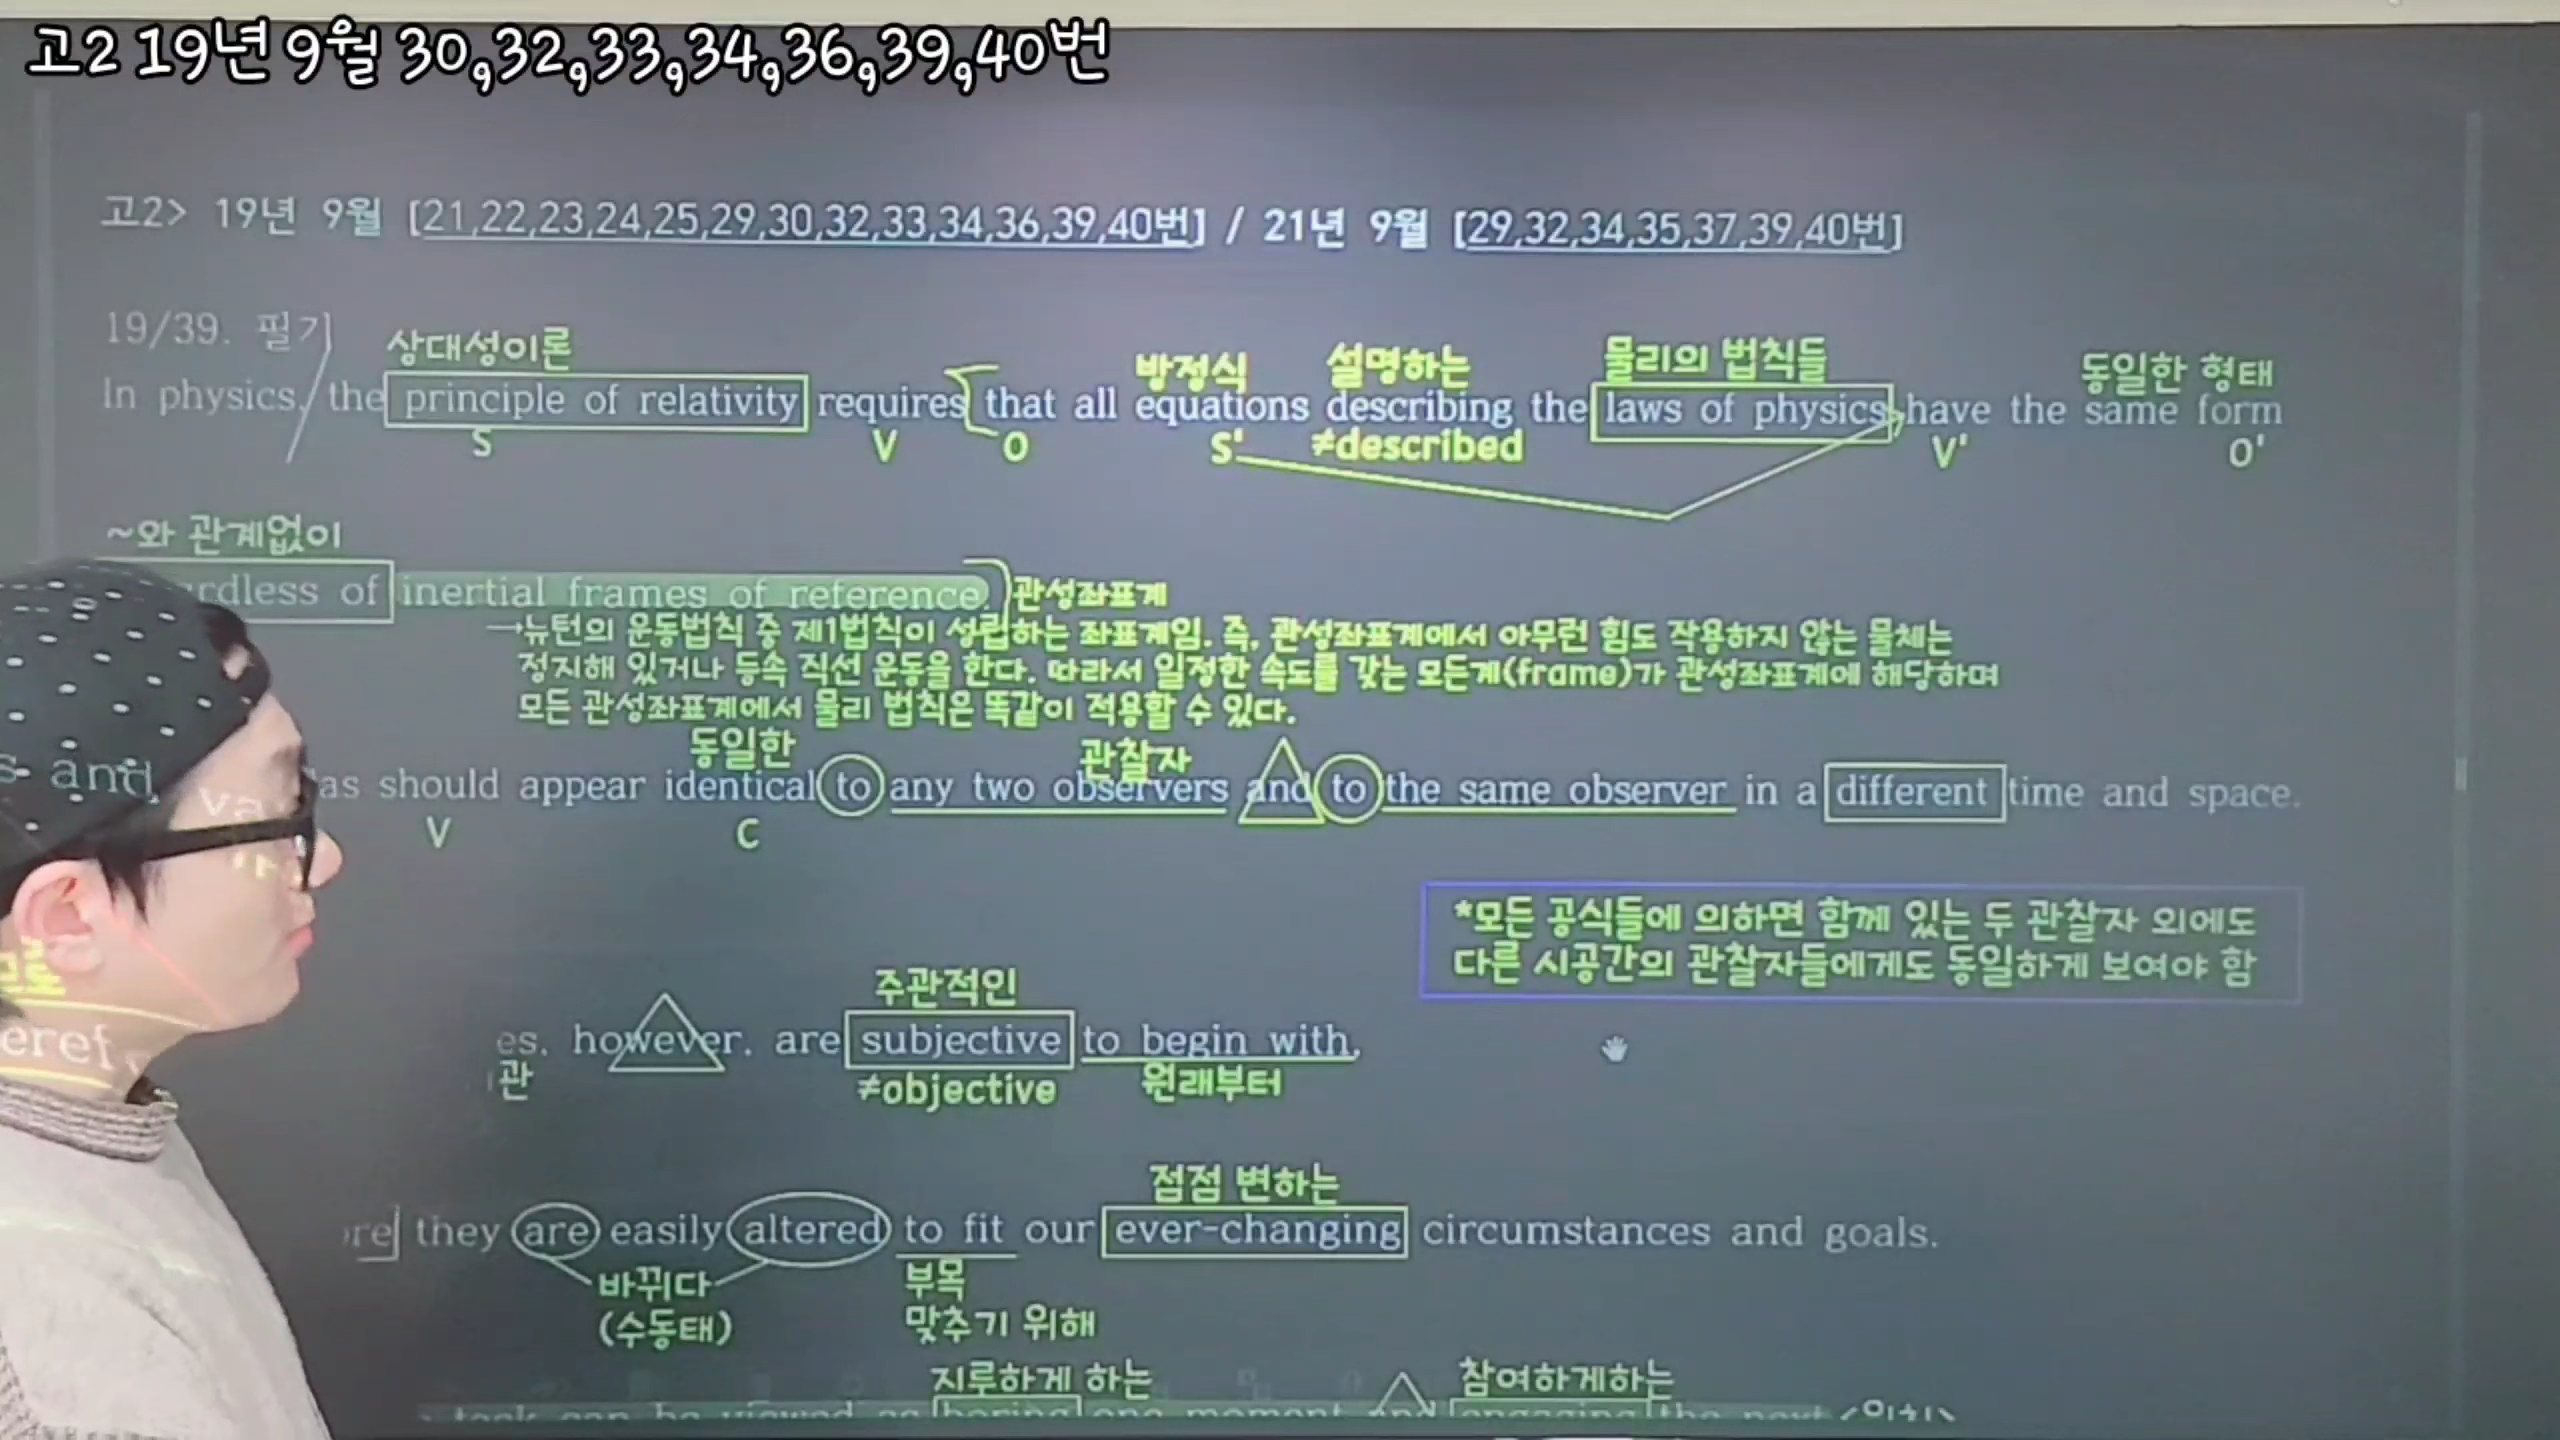 고2 19년 9월 30,32,33,34,36,39,40번
고2> 19년 9월 [21,22,23,24,25,29,30,32,33,34,36,39,40번] / 21년 9월 [29,32,34,35,37,39,40번]
19/39. 필기
상대성이론 방정식 설명하는 물리의 법칙들 동일한 형태
In physics, the principle of relativity requires that all equations describing the laws of physics have the same form
S V O S' ≠described V' O'
~와 관계없이
rdless of inertial frames of reference. 관성좌표계
→뉴턴의 운동법칙 중 제1법칙이 성립하는 좌표계임. 즉, 관성좌표계에서 아무런 힘도 작용하지 않는 물체는
정지해 있거나 등속 직선 운동을 한다. 따라서 일정한 속도를 갖는 모든계(frame)가 관성좌표계에 해당하며
모든 관성좌표계에서 물리 법칙은 똑같이 적용할 수 있다.
동일한 관찰자
and as should appear identical to any two observers and to the same observer in a different time and space.
V C
*모든 공식들에 의하면 함께 있는 두 관찰자 외에도
다른 시공간의 관찰자들에게도 동일하게 보여야 함
주관적인
es, however, are subjective to begin with,
관 ≠objective 원래부터
점점 변하는
re they are easily altered to fit our ever-changing circumstances and goals.
바뀌다 부목
(수동태) 맞추기 위해
지루하게 하는 참여하게하는
task can be viewed as boring one moment and engaging the next